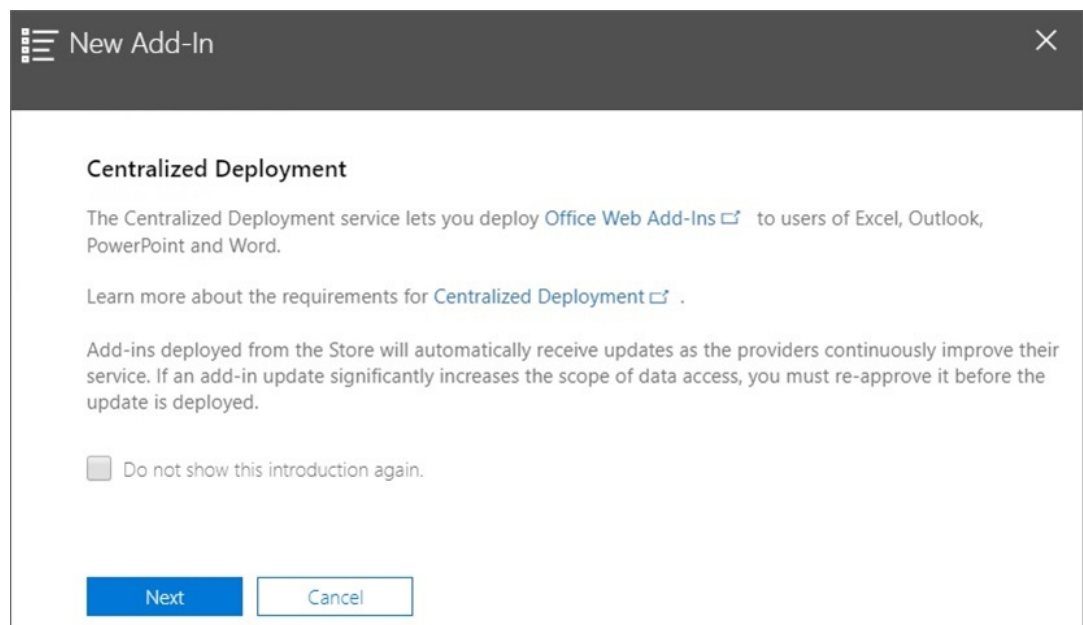 New Add-In
Centralized Deployment
The Centralized Deployment service lets you deploy Office Web Add-Ins to users of Excel, Outlook,
PowerPoint and Word.
Learn more about the requirements for Centralized Deployment .
Add-ins deployed from the Store will automatically receive updates as the providers continuously improve their
service. If an add-in update significantly increases the scope of data access, you must re-approve it before the
update is deployed.
Do not show this introduction again.
Next Cancel